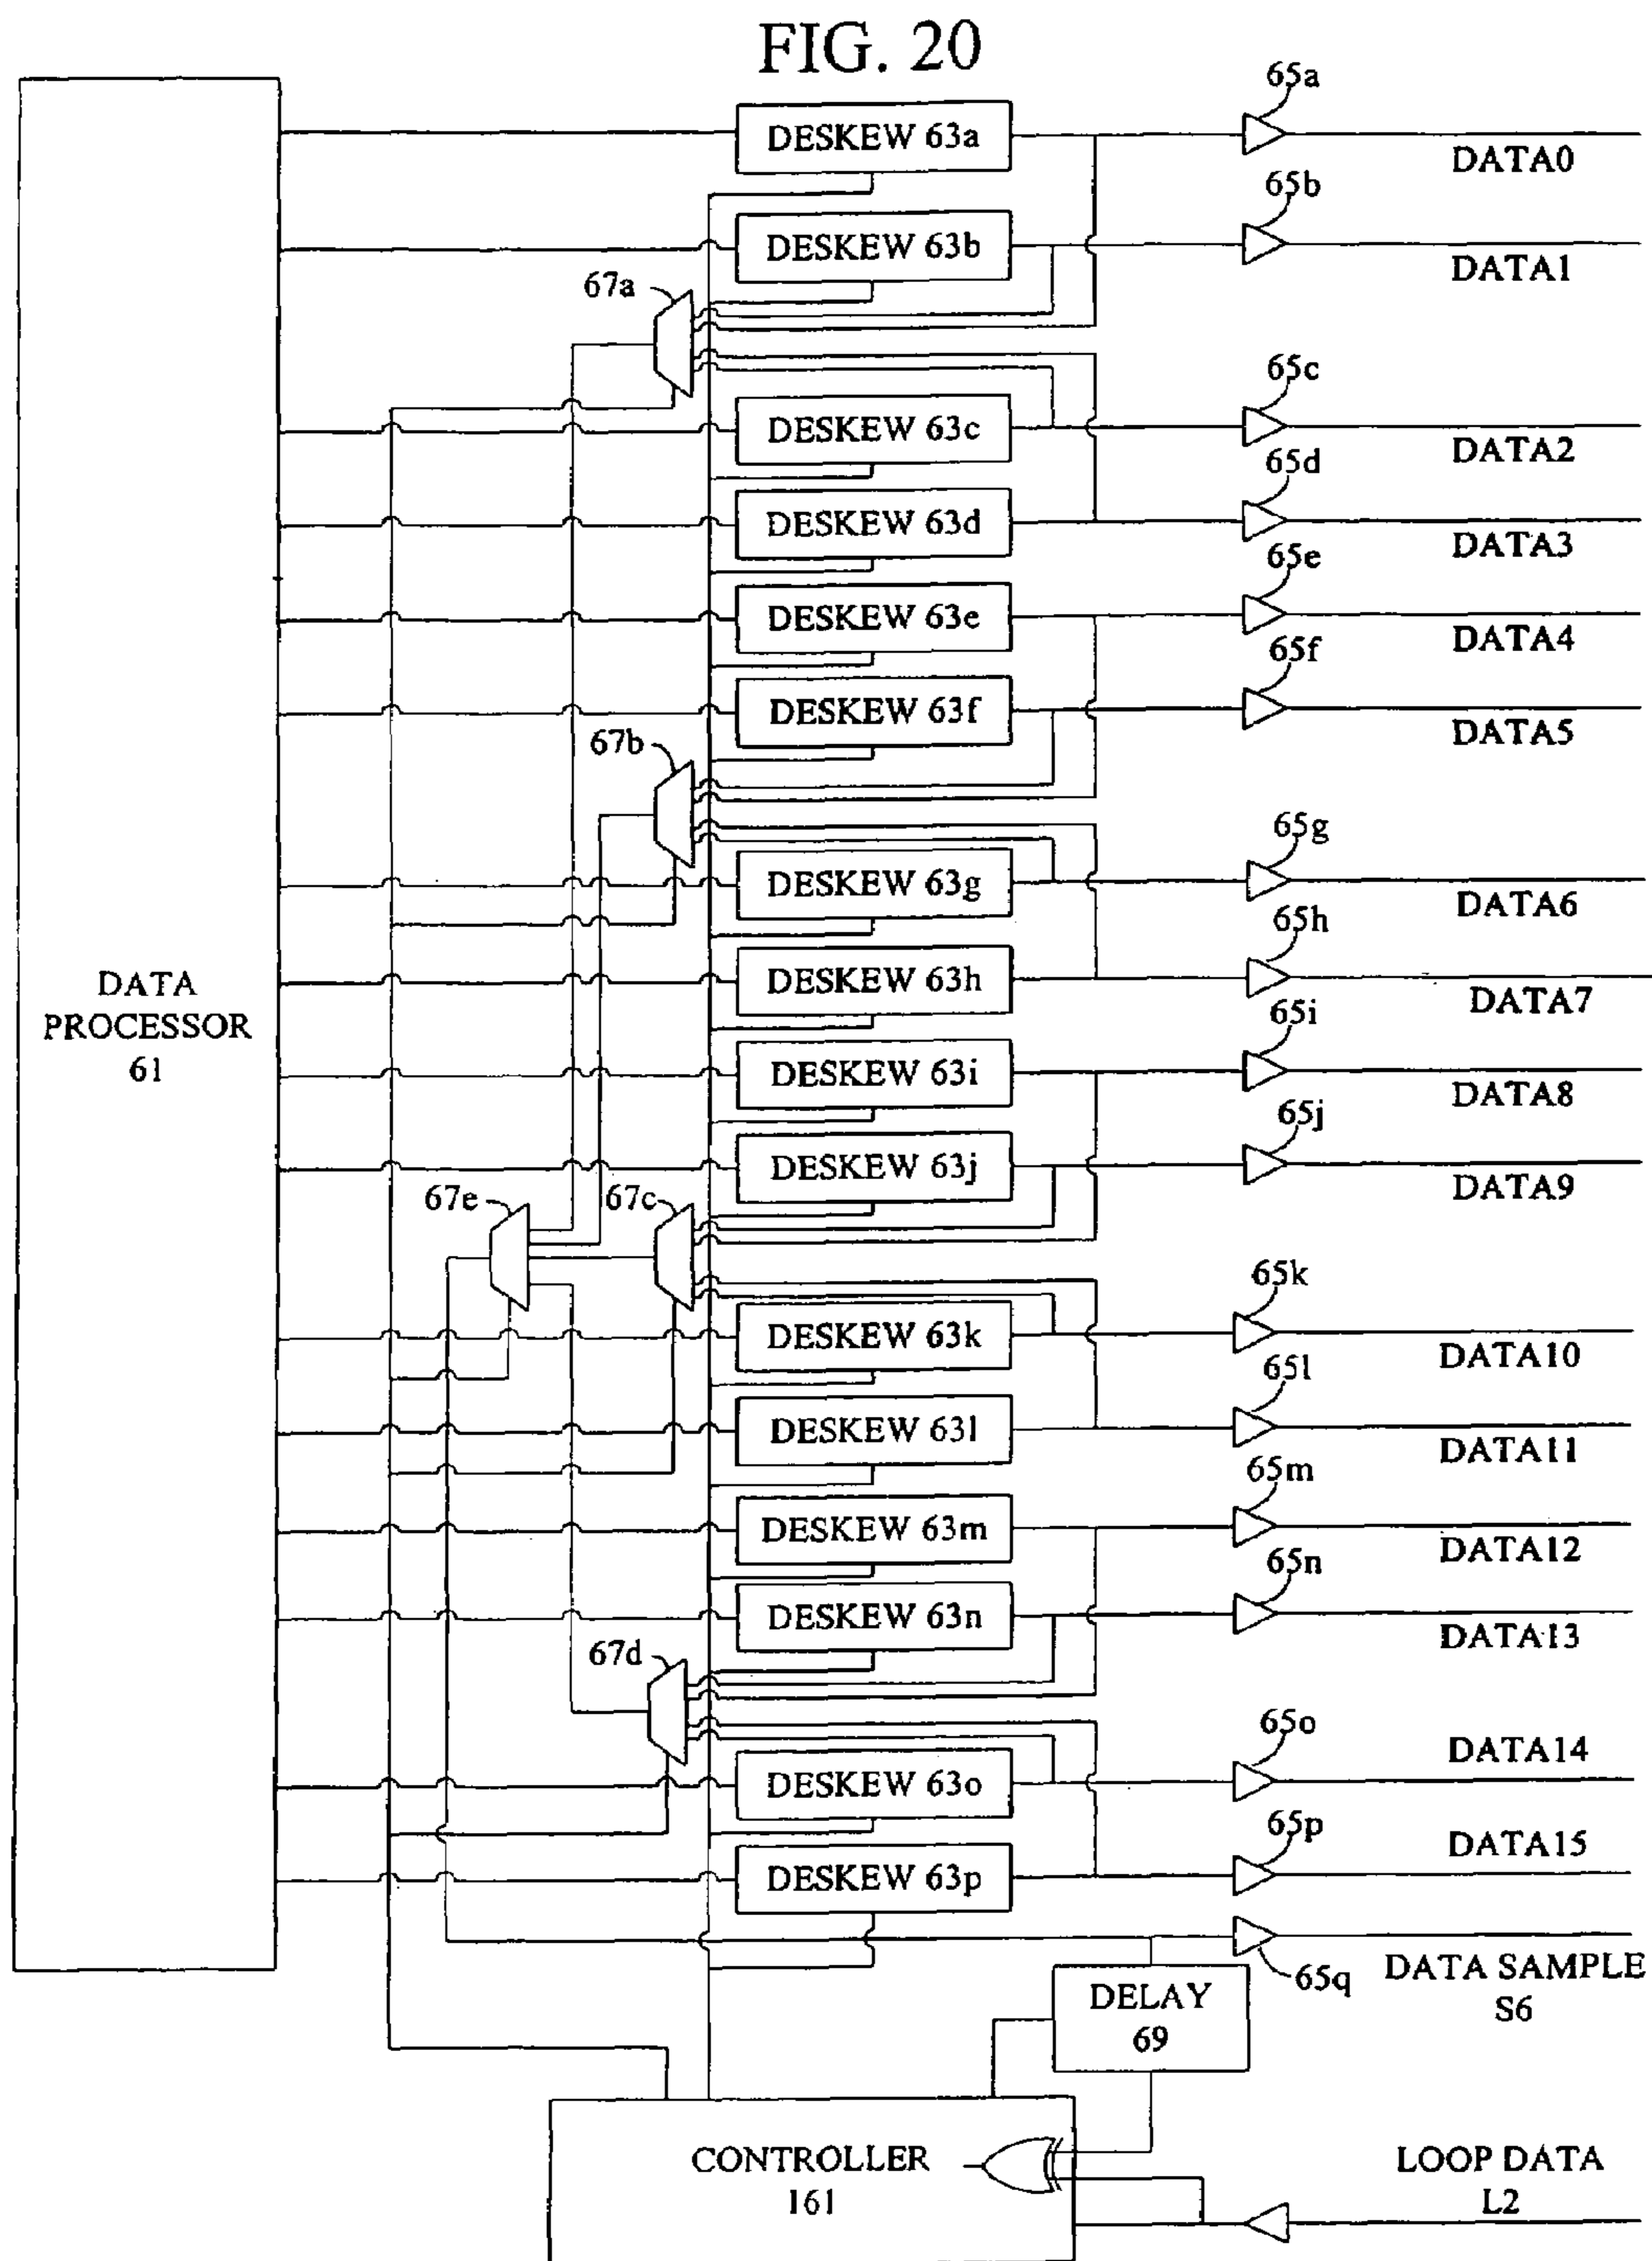 FIG. 20
65a
DESKEW 63a
DATA0
65b
DESKEW 63b
DATA1
67a
65c
DESKEW 63c
DATA2
65d
DESKEW 63d
DATA3
65e
DESKEW 63e
DATA4
65f
DESKEW 63f
DATA5
67b
65g
DESKEW 63g
DATA6
65h
DESKEW 63h
DATA7
DATA
PROCESSOR
61
65i
DESKEW 63i
DATA8
65j
DESKEW 63j
DATA9
67e
67c
65k
DESKEW 63k
DATA10
65l
DESKEW 63l
DATA11
65m
DESKEW 63m
DATA12
65n
DESKEW 63n
DATA13
67d
65o
DATA14
DESKEW 63o
65p
DATA15
DESKEW 63p
65q
DATA SAMPLE
S6
DELAY
69
CONTROLLER
161
LOOP DATA
L2